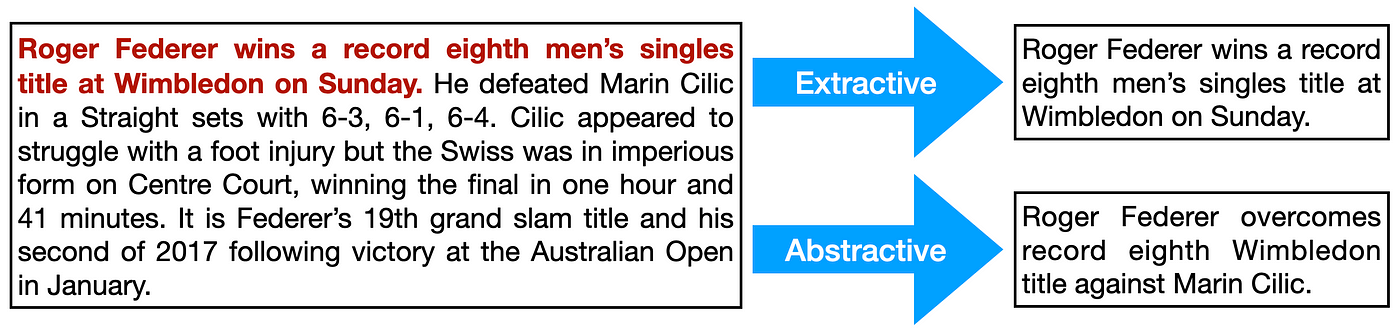 Roger Federer wins a record eighth men’s singles
title at Wimbledon on Sunday. He defeated Marin Cilic
in a Straight sets with 6-3, 6-1, 6-4. Cilic appeared to
struggle with a foot injury but the Swiss was in imperious
form on Centre Court, winning the final in one hour and
41 minutes. It is Federer’s 19th grand slam title and his
second of 2017 following victory at the Australian Open
in January.
Extractive
Roger Federer wins a record
eighth men’s singles title at
Wimbledon on Sunday.
Abstractive
Roger Federer overcomes
record eighth Wimbledon
title against Marin Cilic.